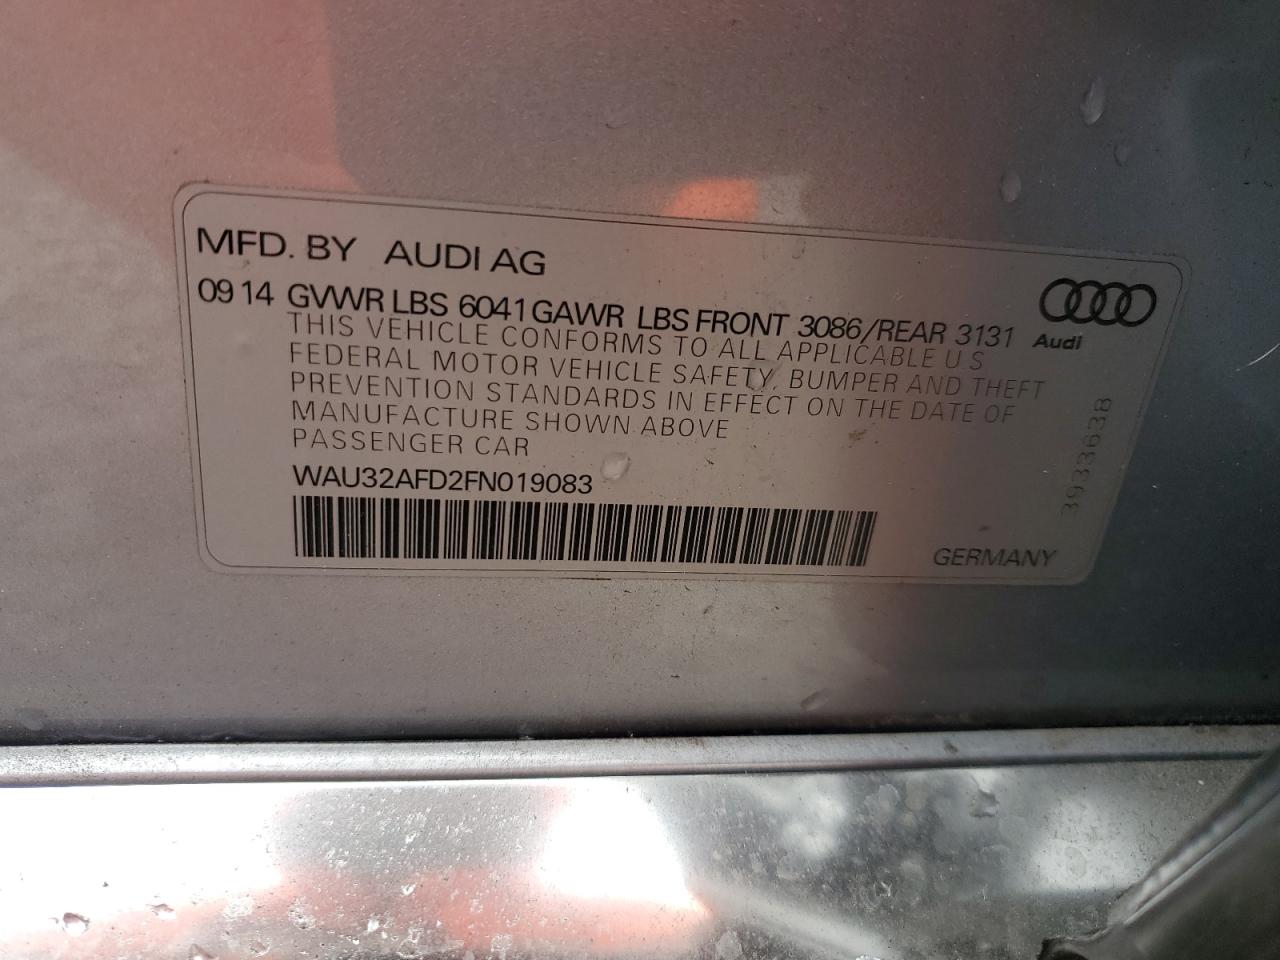 MFD. BY AUDI AG
09 14 GVWR LBS 6041 GAWR LBS FRONT 3086/REAR 3131
THIS VEHICLE CONFORMS TO ALL APPLICABLE U S
FEDERAL MOTOR VEHICLE SAFETY, BUMPER AND THEFT
PREVENTION STANDARDS IN EFFECT ON THE DATE OF
MANUFACTURE SHOWN ABOVE
PASSENGER CAR
WAU32AFD2FN019083
Audi
3933638
GERMANY